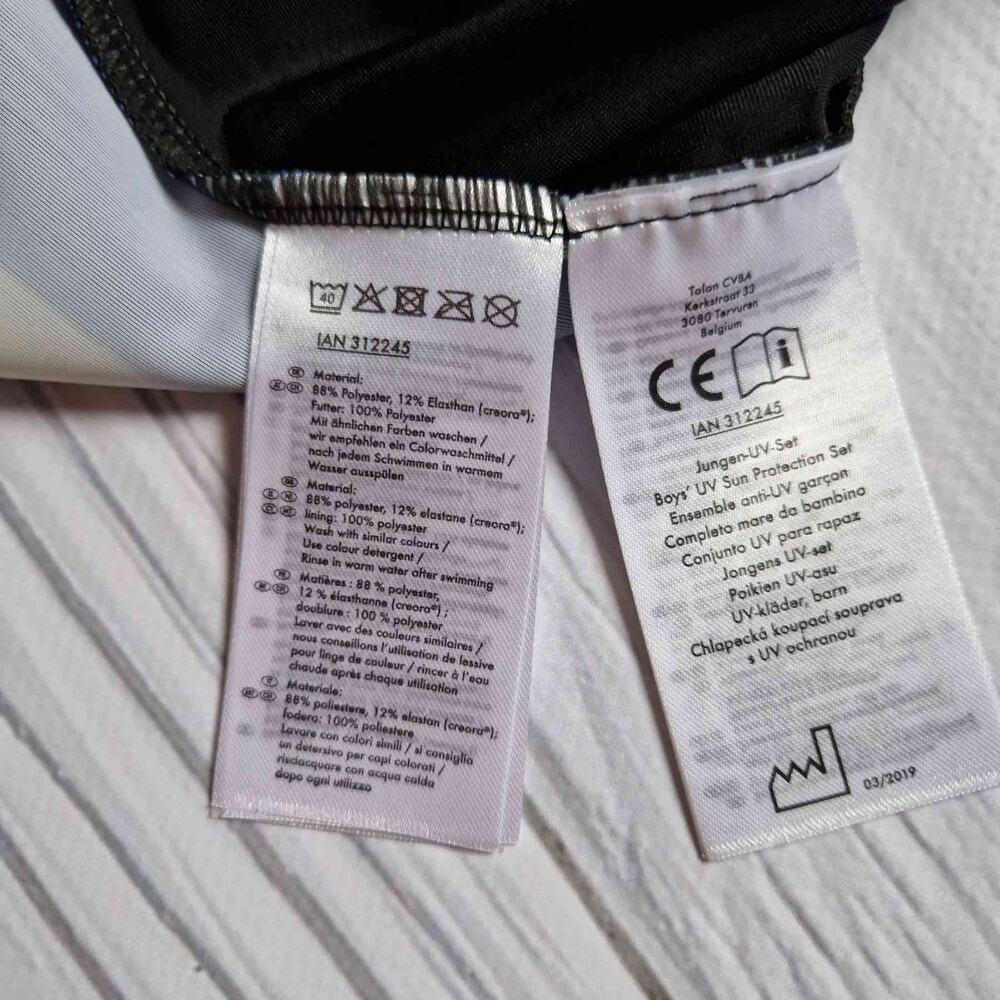 40
IAN 312245
DE
AT CH
Material:
88% Polyester, 12% Elasthan (creora®);
Futter: 100% Polyester
Mit ähnlichen Farben waschen /
wir empfehlen ein Colorwaschmittel /
nach jedem Schwimmen in warmem
Wasser ausspülen
Material:
88% polyester, 12% elastane (creora®);
lining: 100% polyester
Wash with similar colours /
Use colour detergent /
Rinse in warm water after swimming
Matières : 88 % polyester,
12 % élasthanne (creora®) ;
doublure : 100 % polyester
Laver avec des couleurs similaires /
nous conseillons l'utilisation de lessive
pour linge de couleur / rincer à l'eau
chaude après chaque utilisation
IT
Materiale:
88% poliestere, 12% elastan (creora®);
fodera: 100% poliestere
Lavare con colori simili / si consiglia
un detersivo per capi colorati /
risciacquare con acqua calda
dopo ogni utilizzo
Tolan CVBA
Kerkstraat 33
3080 Tervuren
Belgium
CE i
IAN 312245
Jungen-UV-Set
Boys' UV Sun Protection Set
Ensemble anti-UV garçon
Completo mare da bambino
Conjunto UV para rapaz
Jongens UV-set
Poikien UV-asu
UV-kläder, barn
Chlapecká koupací souprava
s UV ochranou
03/2019